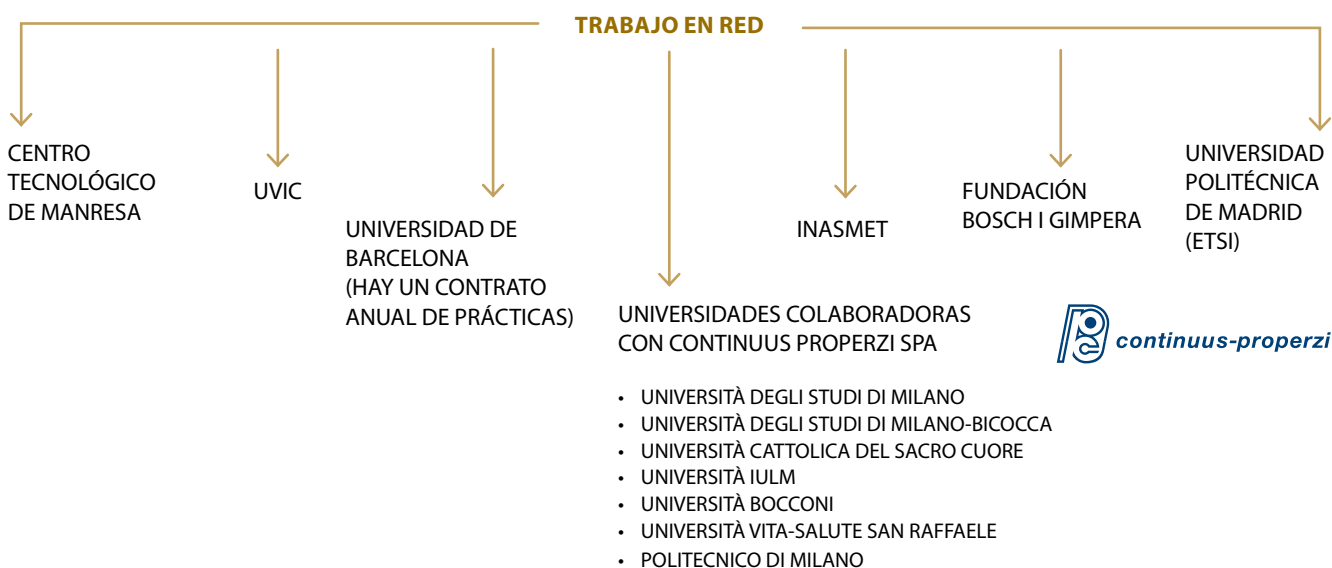 TRABAJO EN RED
CENTRO
TECNOLÓGICO
DE MANRESA
UVIC
UNIVERSIDAD DE
BARCELONA
(HAY UN CONTRATO
ANUAL DE PRÁCTICAS)
UNIVERSIDADES COLABORADORAS
CON CONTINUUS PROPERZI SPA
• UNIVERSITÀ DEGLI STUDI DI MILANO
• UNIVERSITÀ DEGLI STUDI DI MILANO-BICOCCA
• UNIVERSITÀ CATTOLICA DEL SACRO CUORE
• UNIVERSITÀ IULM
• UNIVERSITÀ BOCCONI
• UNIVERSITÀ VITA-SALUTE SAN RAFFAELE
• POLITECNICO DI MILANO
INASMET
FUNDACIÓN
BOSCH I GIMPERA
UNIVERSIDAD
POLITÉCNICA
DE MADRID
(ETSI)
continuus-properzi